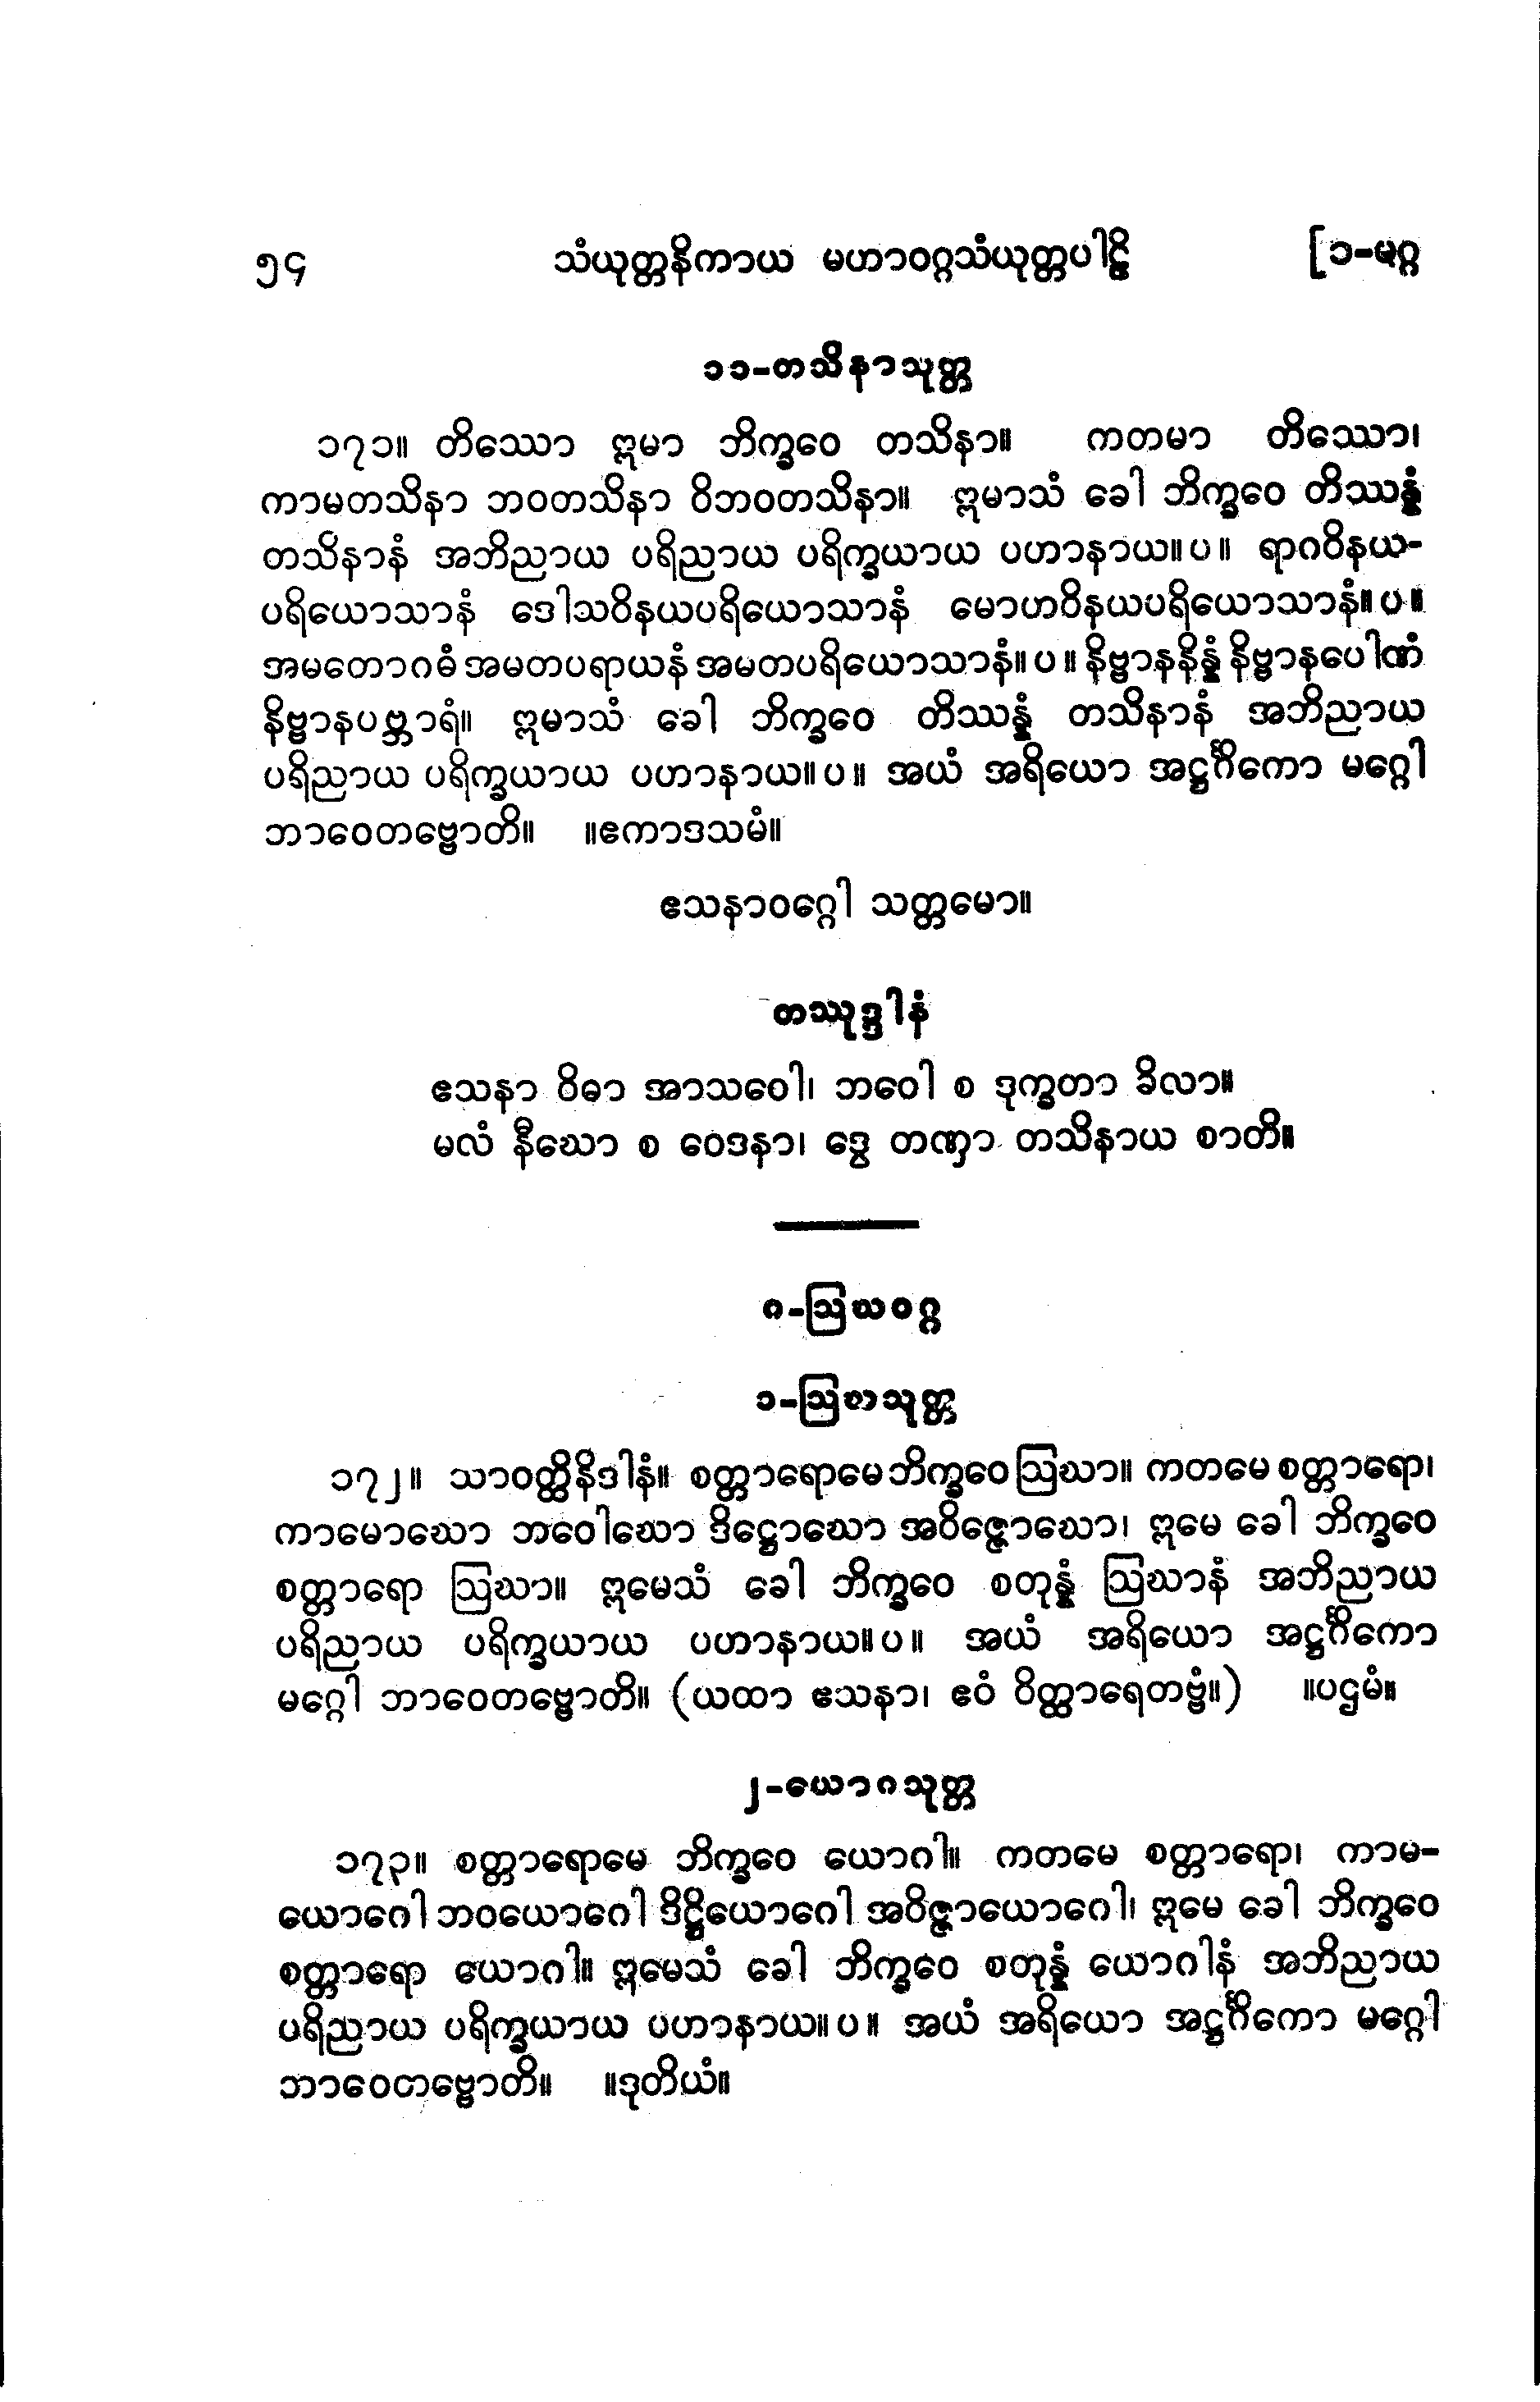 ၅၄ သံယုတ္တနိကာယ မဟာဝဂ္ဂသံယုတ္တပါဠိ [၁-မဂ္ဂ
၁၁-တသိနာသုတ္တ
၁၇၁။ တိဿော ဣမာ ဘိက္ခဝေ တသိနာ။ ကတမာ တိဿော၊
ကာမတသိနာ ဘဝတသိနာ ဝိဘဝတသိနာ။ ဣမာသံ ခေါ ဘိက္ခဝေ တိဿန္နံ
တသိနာနံ အဘိညာယ ပရိညာယ ပရိက္ခယာယ ပဟာနာယ။ပ။ ရာဂဝိနယ-
ပရိယောသာနံ ဒေါသဝိနယပရိယောသာနံ မောဟဝိနယပရိယောသာနံ။ပ။
အမတောဂဓံ အမတပရာယနံ အမတပရိယောသာနံ။ပ။ နိဗ္ဗာနနိန္နံ နိဗ္ဗာနပေါဏံ
နိဗ္ဗာနပဗ္ဘာရံ။ ဣမာသံ ခေါ ဘိက္ခဝေ တိဿန္နံ တသိနာနံ အဘိညာယ
ပရိညာယ ပရိက္ခယာယ ပဟာနာယ။ပ။ အယံ အရိယော အဋ္ဌင်္ဂိကော မဂ္ဂေါ
ဘာဝေတဗ္ဗောတိ။ ။ဧကာဒသမံ။
ဧသနာဝဂ္ဂေါ သတ္တမော။
တဿုဒ္ဒါနံ
ဧသနာ ဝိဓာ အာသဝေါ၊ ဘဝေါ စ ဒုက္ခတာ ခိလာ။
မလံ နီဃော စ ဝေဒနာ၊ ဒွေ တဏှာ တသိနာယ စာတိ။
၈-ဩဃဝဂ္ဂ
၁-ဩဃသုတ္တ
၁၇၂။ သာဝတ္ထိနိဒါနံ။ စတ္တာရောမေ ဘိက္ခဝေ ဩဃာ။ ကတမေ စတ္တာရော၊
ကာမောဃော ဘဝေါဃော ဒိဋ္ဌောဃော အဝိဇ္ဇောဃော၊ ဣမေ ခေါ ဘိက္ခဝေ
စတ္တာရော ဩဃာ။ ဣမေသံ ခေါ ဘိက္ခဝေ စတုန္နံ ဩဃာနံ အဘိညာယ
ပရိညာယ ပရိက္ခယာယ ပဟာနာယ။ပ။ အယံ အရိယော အဋ္ဌင်္ဂိကော
မဂ္ဂေါ ဘာဝေတဗ္ဗောတိ။ (ယထာ ဧသနာ၊ ဧဝံ ဝိတ္ထာရေတဗ္ဗံ။) ။ပဌမံ။
၂-ယောဂသုတ္တ
၁၇၃။ စတ္တာရောမေ ဘိက္ခဝေ ယောဂါ။ ကတမေ စတ္တာရော၊ ကာမ-
ယောဂေါ ဘဝယောဂေါ ဒိဋ္ဌိယောဂေါ အဝိဇ္ဇာယောဂေါ၊ ဣမေ ခေါ ဘိက္ခဝေ
စတ္တာရော ယောဂါ။ ဣမေသံ ခေါ ဘိက္ခဝေ စတုန္နံ ယောဂါနံ အဘိညာယ
ပရိညာယ ပရိက္ခယာယ ပဟာနာယ။ပ။ အယံ အရိယော အဋ္ဌင်္ဂိကော မဂ္ဂေါ
ဘာဝေတဗ္ဗောတိ။ ။ဒုတိယံ။